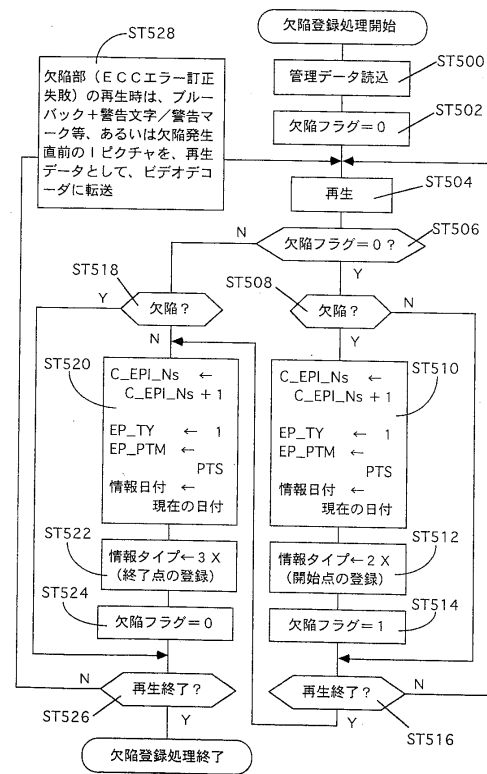 欠陥登録処理開始
ST528
欠陥部(ECCエラー訂正
失敗)の再生時は、ブルー
バック+警告文字/警告マ
ーク等、あるいは欠陥発生
直前のIピクチャを、再生
データとして、ビデオデコ
ーダに転送
ST500
管理データ読込
ST502
欠陥フラグ=0
ST504
再生
ST506
欠陥フラグ=0?
N
Y
ST518
欠陥?
Y
N
ST508
欠陥?
N
Y
ST520
C_EPI_Ns ←
C_EPI_Ns + 1
EP_TY ← 1
EP_PTM ←
PTS
情報日付 ←
現在の日付
ST510
C_EPI_Ns ←
C_EPI_Ns + 1
EP_TY ← 1
EP_PTM ←
PTS
情報日付 ←
現在の日付
ST522
情報タイプ←3X
(終了点の登録)
ST512
情報タイプ←2X
(開始点の登録)
ST524
欠陥フラグ=0
ST514
欠陥フラグ=1
N
再生終了?
ST526
Y
再生終了?
N
ST516
Y
欠陥登録処理終了